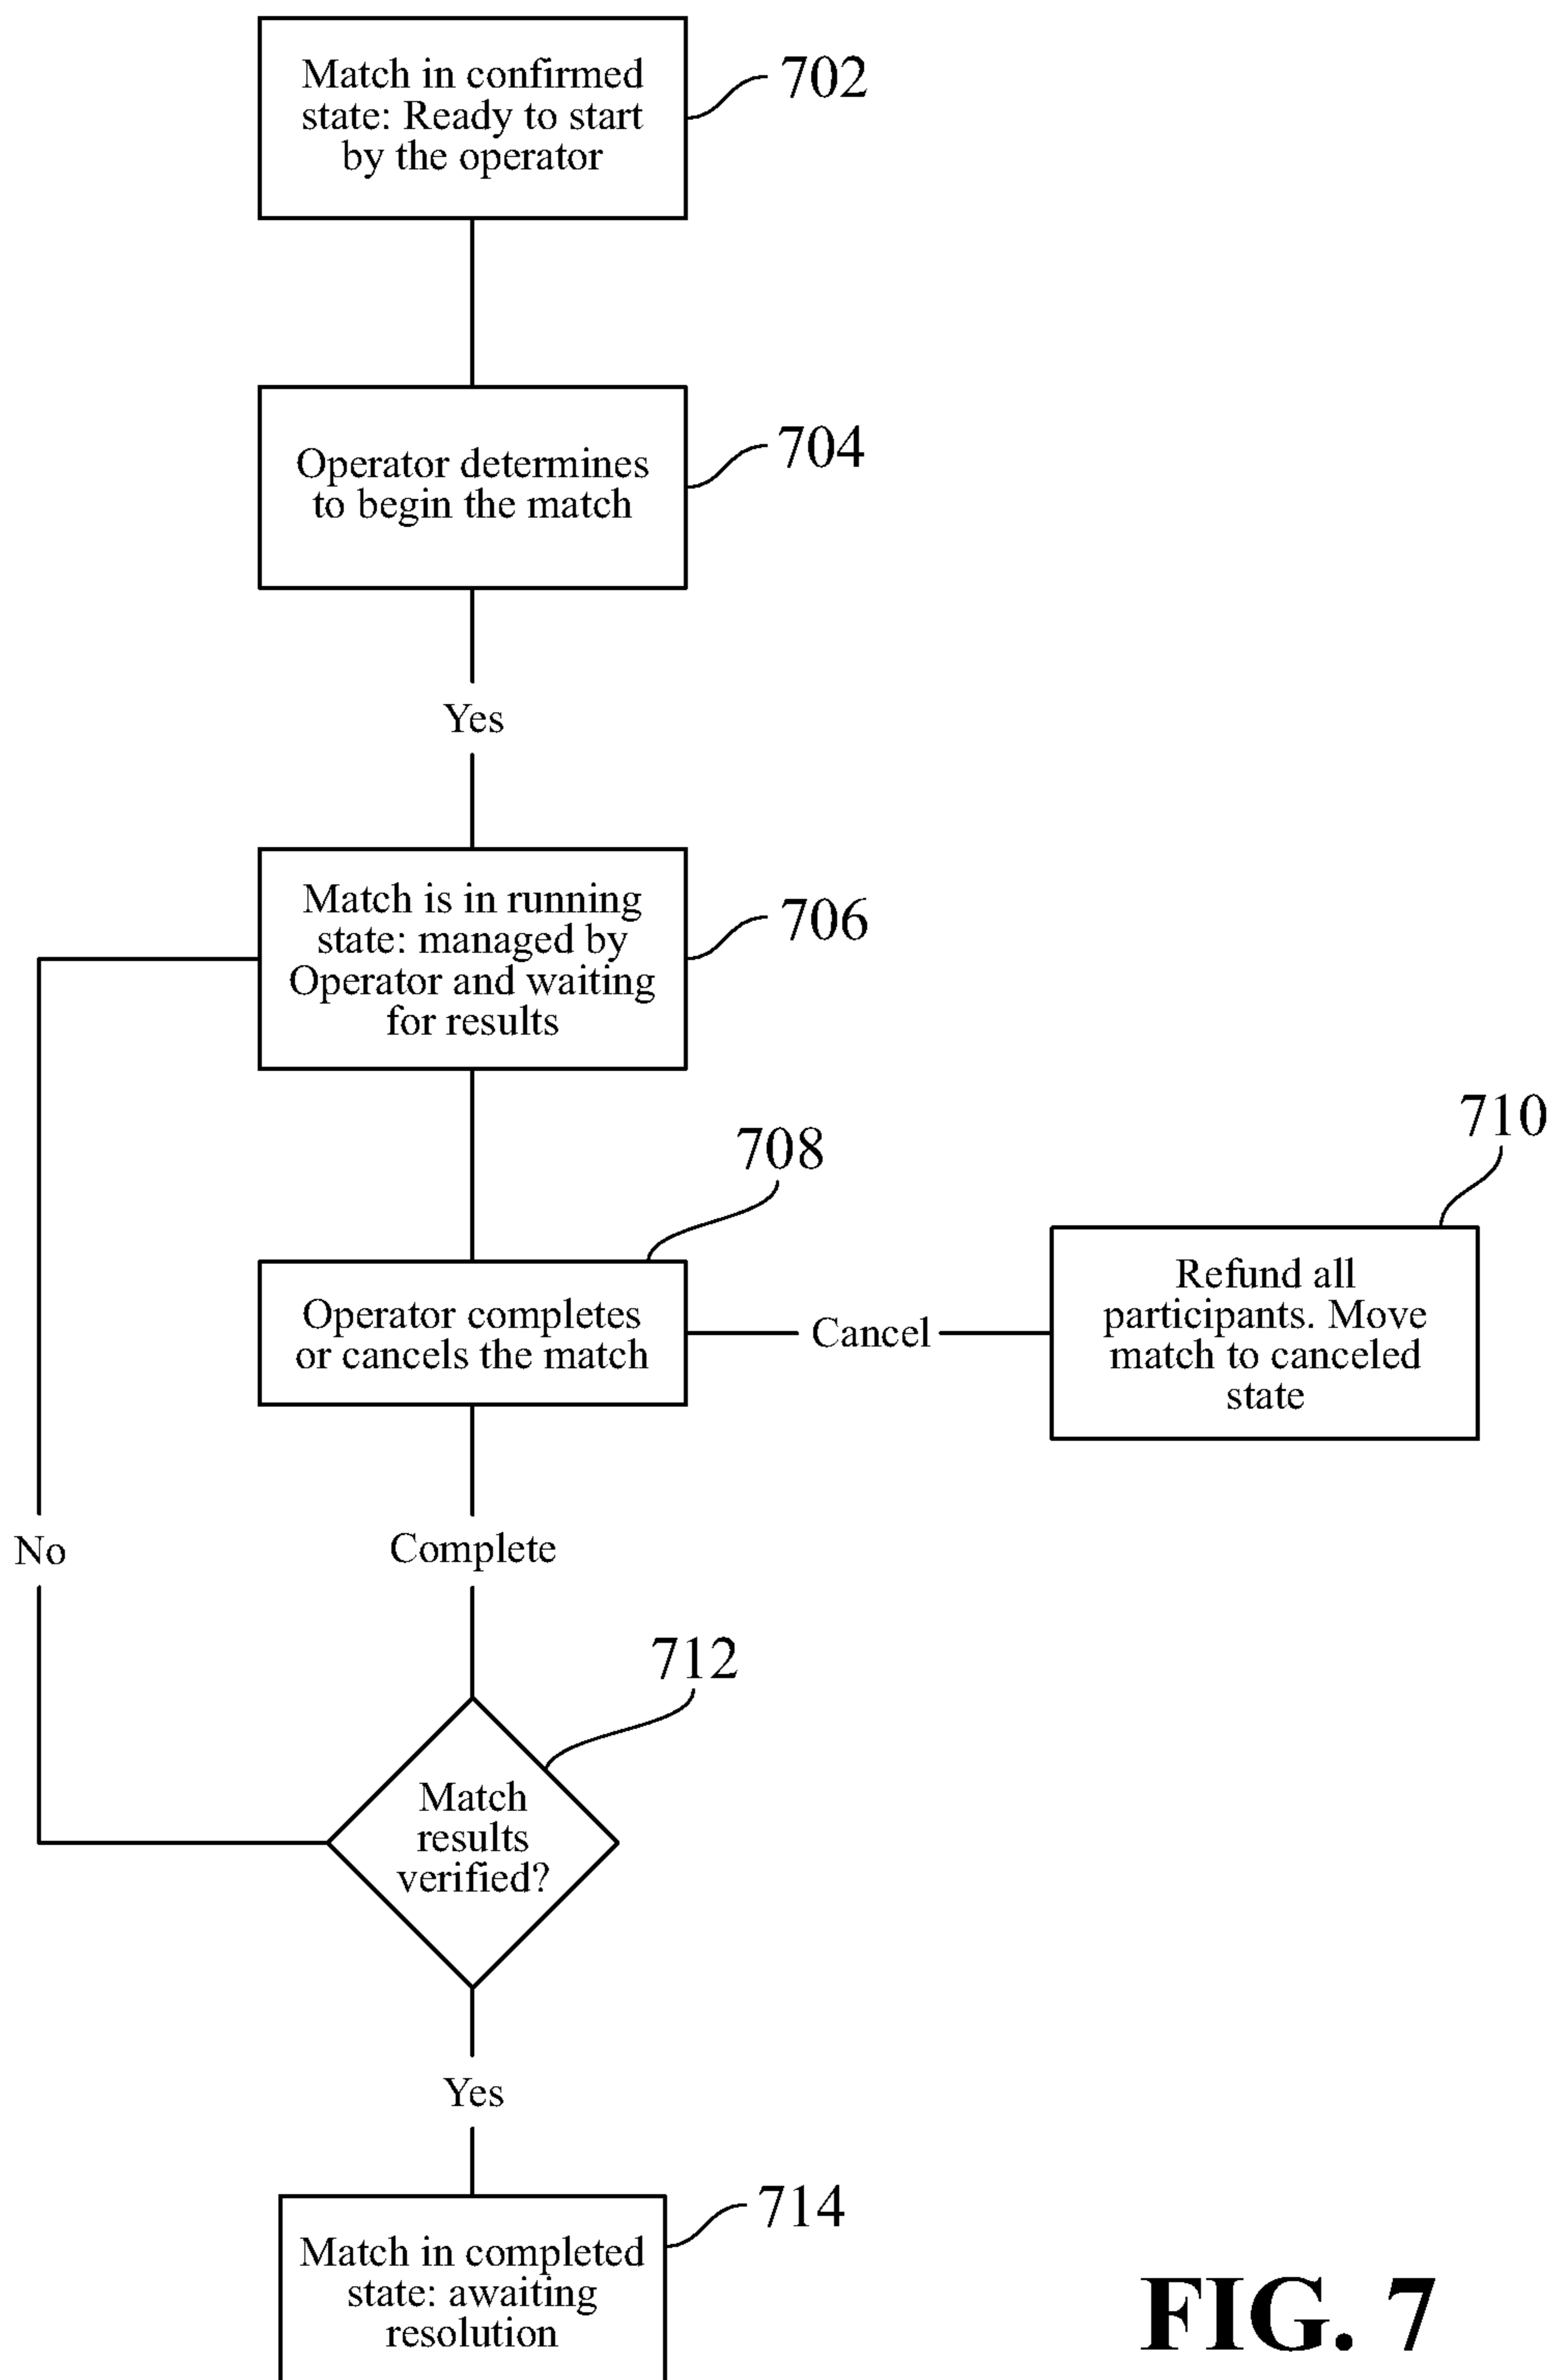 Match in confirmed
state: Ready to start
by the operator
702
Operator determines
to begin the match
704
Yes
Match is in running
state: managed by
Operator and waiting
for results
706
708
Operator completes
or cancels the match
Cancel
710
Refund all
participants. Move
match to canceled
state
No
Complete
712
Match
results
verified?
Yes
714
Match in completed
state: awaiting
resolution
FIG. 7